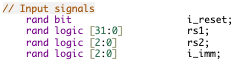 // Input signals
rand bit i_reset;
rand logic [31:0] rs1;
rand logic [2:0] rs2;
rand logic [2:0] i_imm;